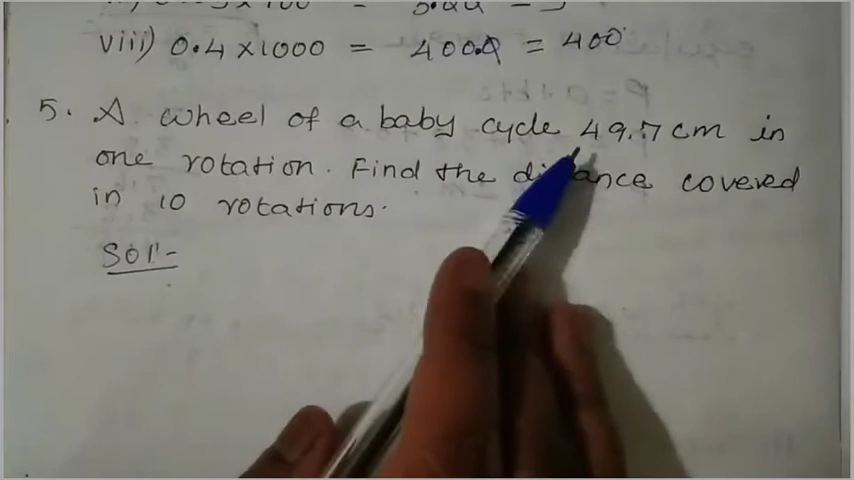 viii) 0.4 × 1000 = 400.0 = 400
5. A wheel of a baby cycle 49.7 cm in
one rotation. Find the distance covered
in 10 rotations.
Sol:-